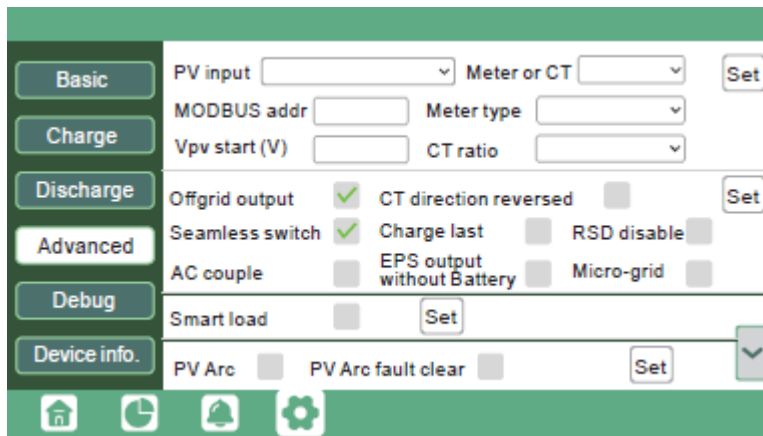 Basic
Charge
Discharge
Advanced
Debug
Device info.
PV input Meter or CT Set
MODBUS addr Meter type
Vpv start (V) CT ratio
Offgrid output CT direction reversed Set
Seamless switch Charge last RSD disable
AC couple EPS output without Battery Micro-grid
Smart load Set
PV Arc PV Arc fault clear Set